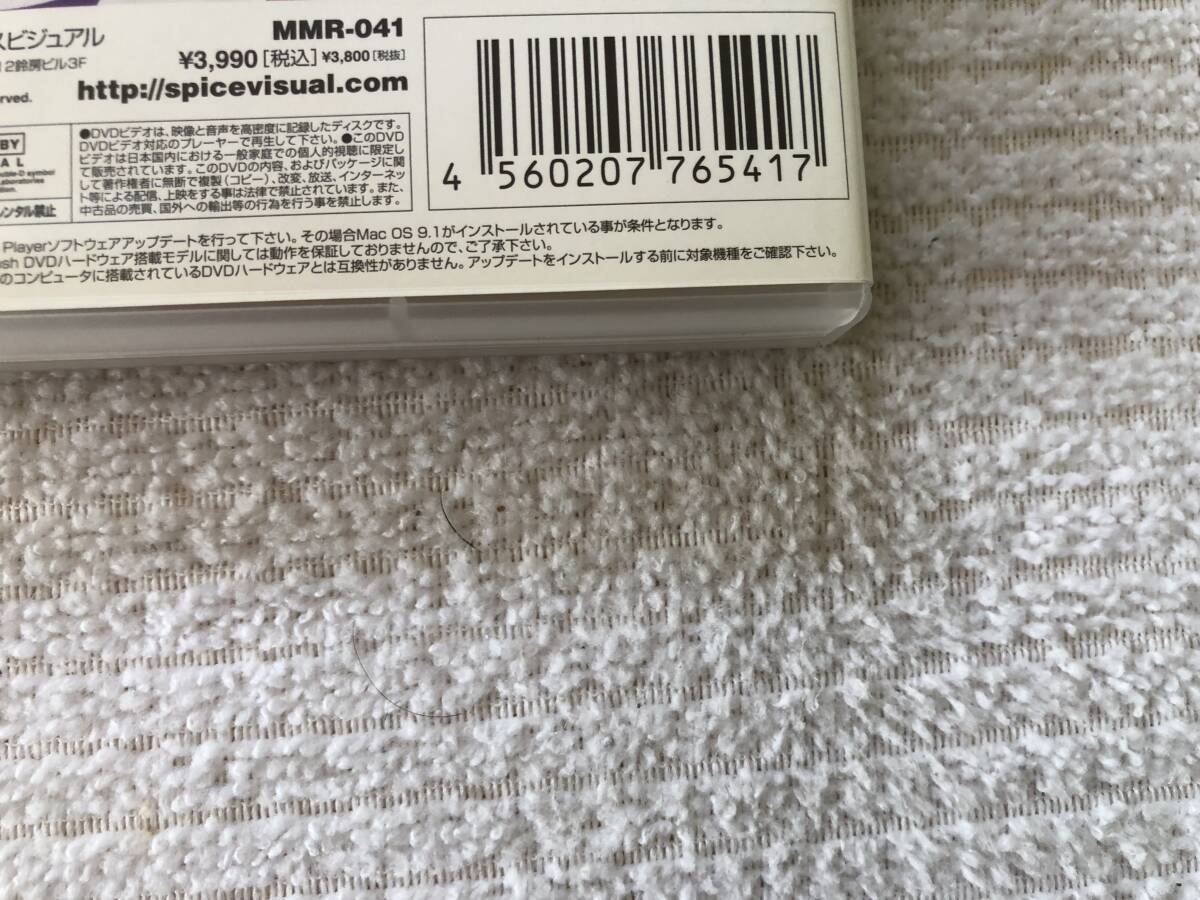 スビジュアル
12鈴房ビル3F
MMR-041
¥3,990[税込]¥3,800[税抜]
erved.
http://spicevisual.com
BY
AL
ouble-D symbol
aboratories
ition.
ンタル禁止
●DVDビデオは、映像と音声を高密度に記録したディスクです。
DVDビデオ対応のプレーヤーで再生して下さい。●このDVD
ビデオは日本国内における一般家庭での個人的視聴に限定し
て販売されています。このDVDの内容、およびパッケージに関
して著作権者に無断で複製(コピー)、改変、放送、インターネッ
ト等による配信、上映をする事は法律で禁止されています。また、
中古品の売買、国外への輸出等の行為を行う事を禁止します。
4 560207 765417
Playerソフトウェアアップデートを行って下さい。その場合Mac OS 9.1がインストールされている事が条件となります。
osh DVDハードウェア搭載モデルに関しては動作を保証しておりませんので、ご了承下さい。
のコンピュータに搭載されているDVDハードウェアとは互換性がありません。アップデートをインストールする前に対象機種をご確認下さい。